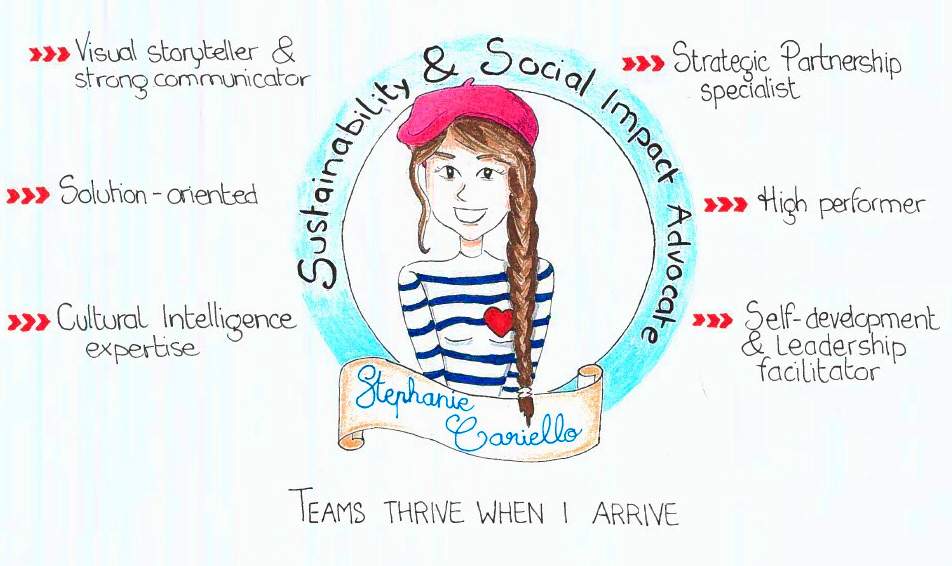 Visual storyteller &
strong communicator
Solution-oriented
Cultural Intelligence
expertise
Sustainability & Social Impact Advocate
Stephanie
Cariello
Strategic Partnership
specialist
High performer
Self-development
& Leadership
facilitator
TEAMS THRIVE WHEN I ARRIVE